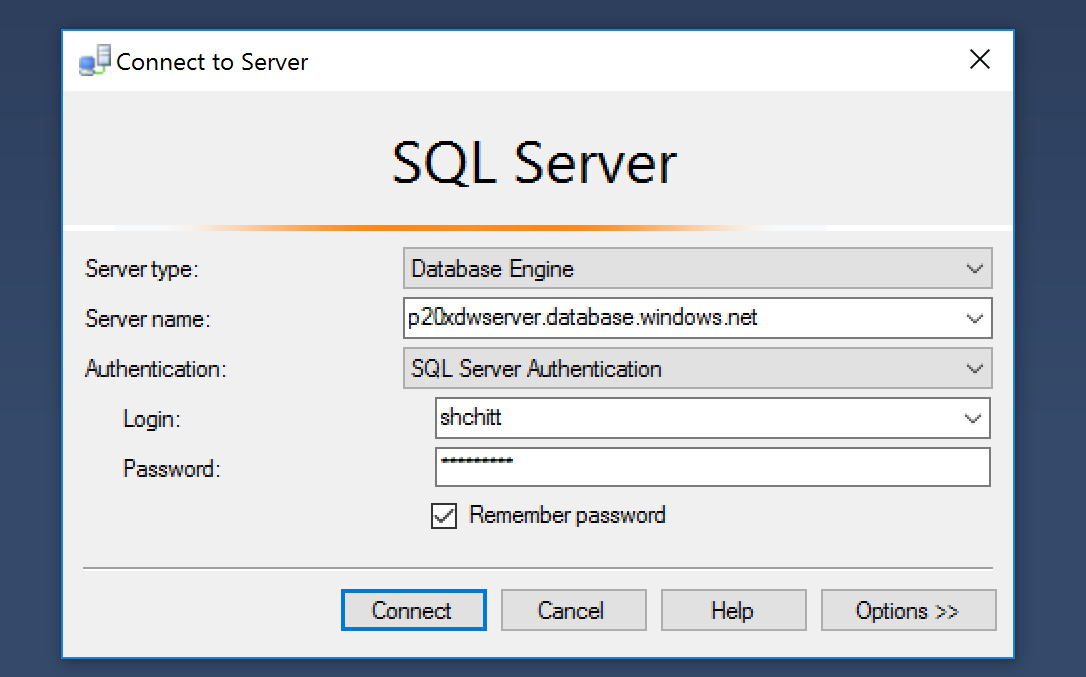 Connect to Server
SQL Server
Server type: Database Engine
Server name: p20xdwserver.database.windows.net
Authentication: SQL Server Authentication
Login: shchitt
Password: *********
Remember password
Connect Cancel Help Options >>